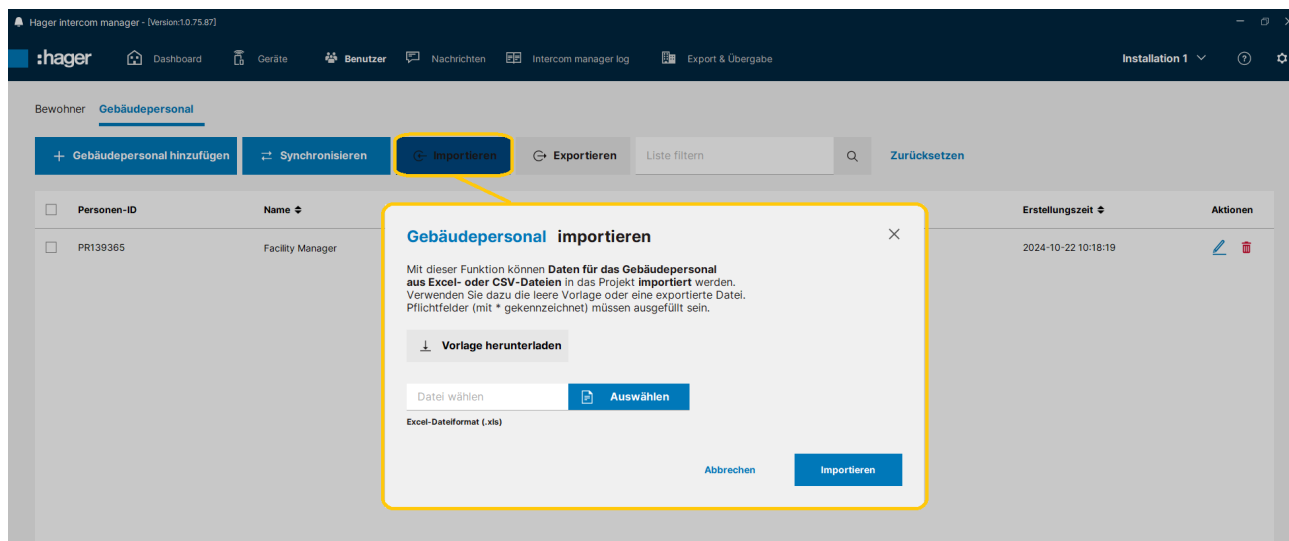 Hager intercom manager - [Version:1.0.75.87]
:hager Dashboard Geräte Benutzer Nachrichten Intercom manager log Export & Übergabe Installation 1
Bewohner Gebäudepersonal
+ Gebäudepersonal hinzufügen Synchronisieren Importieren Exportieren Liste filtern Zurücksetzen
Personen-ID Name Erstellungszeit Aktionen
PR139365 Facility Manager 2024-10-22 10:18:19
Gebäudepersonal importieren
Mit dieser Funktion können Daten für das Gebäudepersonal
aus Excel- oder CSV-Dateien in das Projekt importiert werden.
Verwenden Sie dazu die leere Vorlage oder eine exportierte Datei.
Pflichtfelder (mit * gekennzeichnet) müssen ausgefüllt sein.
Vorlage herunterladen
Datei wählen Auswählen
Excel-Dateiformat (.xls)
Abbrechen Importieren